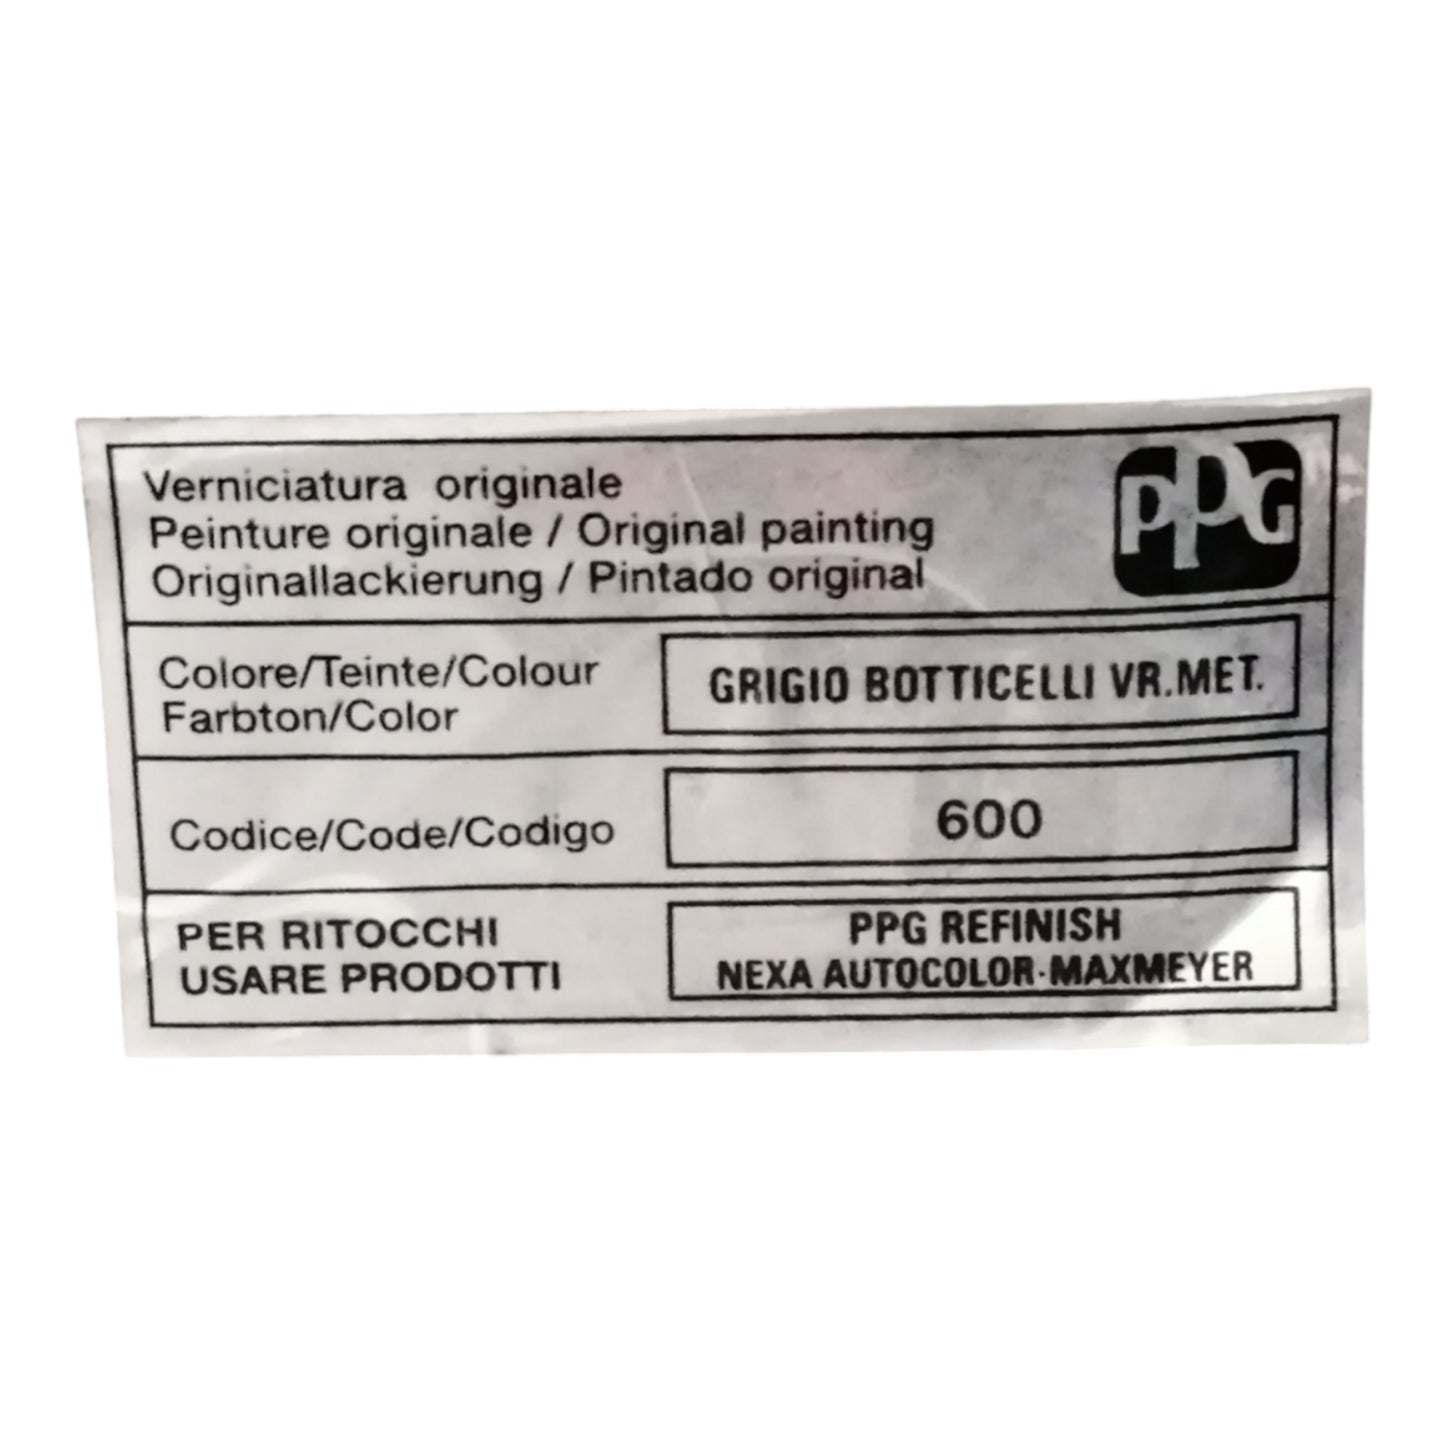 Verniciatura originale
Peinture originale / Original painting
Originallackierung / Pintado original
PPG
Colore/Teinte/Colour
Farbton/Color
GRIGIO BOTTICELLI VR.MET.
Codice/Code/Codigo
600
PER RITOCCHI
USARE PRODOTTI
PPG REFINISH
NEXA AUTOCOLOR-MAXMEYER